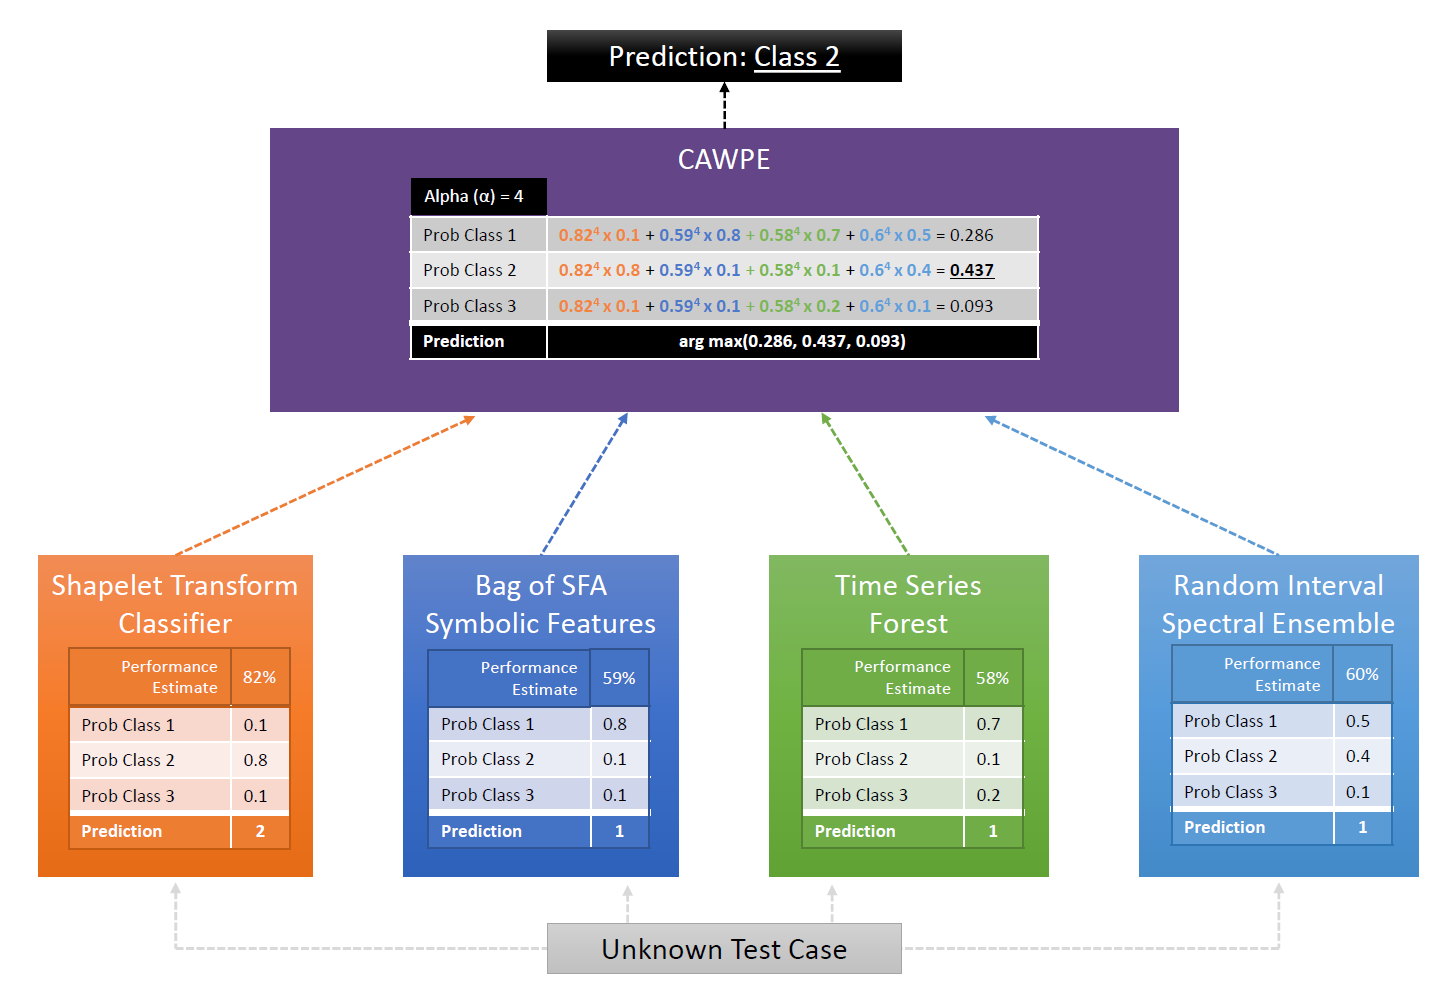 Prediction: Class 2
CAWPE
Alpha (α) = 4
Prob Class 1 0.82⁴ x 0.1 + 0.59⁴ x 0.8 + 0.58⁴ x 0.7 + 0.6⁴ x 0.5 = 0.286
Prob Class 2 0.82⁴ x 0.8 + 0.59⁴ x 0.1 + 0.58⁴ x 0.1 + 0.6⁴ x 0.4 = 0.437
Prob Class 3 0.82⁴ x 0.1 + 0.59⁴ x 0.1 + 0.58⁴ x 0.2 + 0.6⁴ x 0.1 = 0.093
Prediction arg max(0.286, 0.437, 0.093)
Shapelet Transform
Classifier
Performance
Estimate 82%
Prob Class 1 0.1
Prob Class 2 0.8
Prob Class 3 0.1
Prediction 2
Bag of SFA
Symbolic Features
Performance
Estimate 59%
Prob Class 1 0.8
Prob Class 2 0.1
Prob Class 3 0.1
Prediction 1
Time Series
Forest
Performance
Estimate 58%
Prob Class 1 0.7
Prob Class 2 0.1
Prob Class 3 0.2
Prediction 1
Random Interval
Spectral Ensemble
Performance
Estimate 60%
Prob Class 1 0.5
Prob Class 2 0.4
Prob Class 3 0.1
Prediction 1
Unknown Test Case